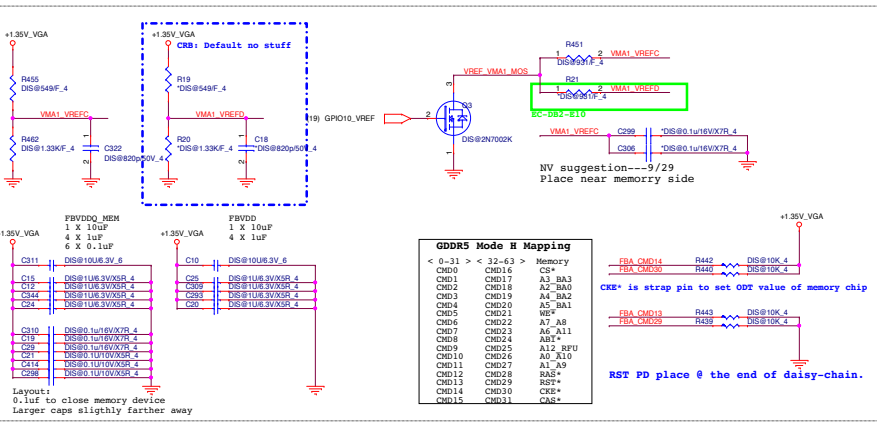 +1.35V_VGA
R455
DIS@549/F_4
VMA1_VREFC
R462
DIS@1.33K/F_4
1
2
C322
DIS@820p/50V_4
+1.35V_VGA
CRB: Default no stuff
R19
*DIS@549/F_4
VMA1_VREFD
R20
*DIS@1.33K/F_4
1
2
C18
*DIS@820p/50V_4
19) GPIO10_VREF
VREF_VMA1_MOS
3
2
1
Q3
DIS@2N7002K
R451
1
2
VMA1_VREFC
DIS@931/F_4
R21
1
2
VMA1_VREFD
*DIS@931/F_4
EC-DB2-E10
VMA1_VREFC
C299
*DIS@0.1u/16V/X7R_4
C306
*DIS@0.1u/16V/X7R_4
NV suggestion---9/29
Place near memorry side
FBVDDQ_MEM
1 X 10uF
4 X 1uF
6 X 0.1uF
+1.35V_VGA
C311
DIS@10U/6.3V_6
C15
DIS@1U/6.3V/X5R_4
C12
DIS@1U/6.3V/X5R_4
C344
DIS@1U/6.3V/X5R_4
C24
DIS@1U/6.3V/X5R_4
C310
DIS@0.1u/16V/X7R_4
C19
DIS@0.1u/16V/X7R_4
C29
DIS@0.1u/16V/X7R_4
C21
DIS@0.1U/10V/X5R_4
C414
DIS@0.1U/10V/X5R_4
C298
DIS@0.1U/10V/X5R_4
Layout:
0.1uf to close memory device
Larger caps sligthly farther away
FBVDD
1 X 10uF
4 X 1uF
+1.35V_VGA
C10
DIS@10U/6.3V_6
C25
DIS@1U/6.3V/X5R_4
C309
DIS@1U/6.3V/X5R_4
C293
DIS@1U/6.3V/X5R_4
C20
DIS@1U/6.3V/X5R_4
GDDR5 Mode H Mapping
< 0-31 > < 32-63 > Memory
CMD0 CMD16 CS*
CMD1 CMD17 A3_BA3
CMD2 CMD18 A2_BA0
CMD3 CMD19 A4_BA2
CMD4 CMD20 A5_BA1
CMD5 CMD21 WE*
CMD6 CMD22 A7_A8
CMD7 CMD23 A6_A11
CMD8 CMD24 ABI*
CMD9 CMD25 A12_RFU
CMD10 CMD26 A0_A10
CMD11 CMD27 A1_A9
CMD12 CMD28 RAS*
CMD13 CMD29 RST*
CMD14 CMD30 CKE*
CMD15 CMD31 CAS*
+1.35V_VGA
FBA_CMD14
R442
DIS@10K_4
FBA_CMD30
R440
DIS@10K_4
CKE* is strap pin to set ODT value of memory chip
FBA_CMD13
R443
DIS@10K_4
FBA_CMD29
R439
DIS@10K_4
RST PD place @ the end of daisy-chain.